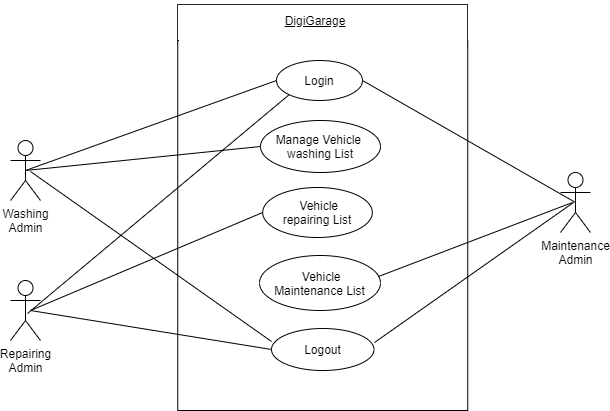 DigiGarage
Login
Manage Vehicle
washing List
Washing
Admin
Vehicle
repairing List
Maintenance
Admin
Vehicle
Maintenance List
Repairing
Admin
Logout